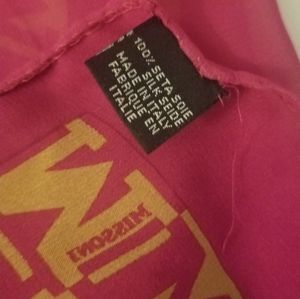 100% SETA SOIE
SILK SEIDE
MADE IN ITALY
FABRIQUE EN
ITALIE
MISSONI
M